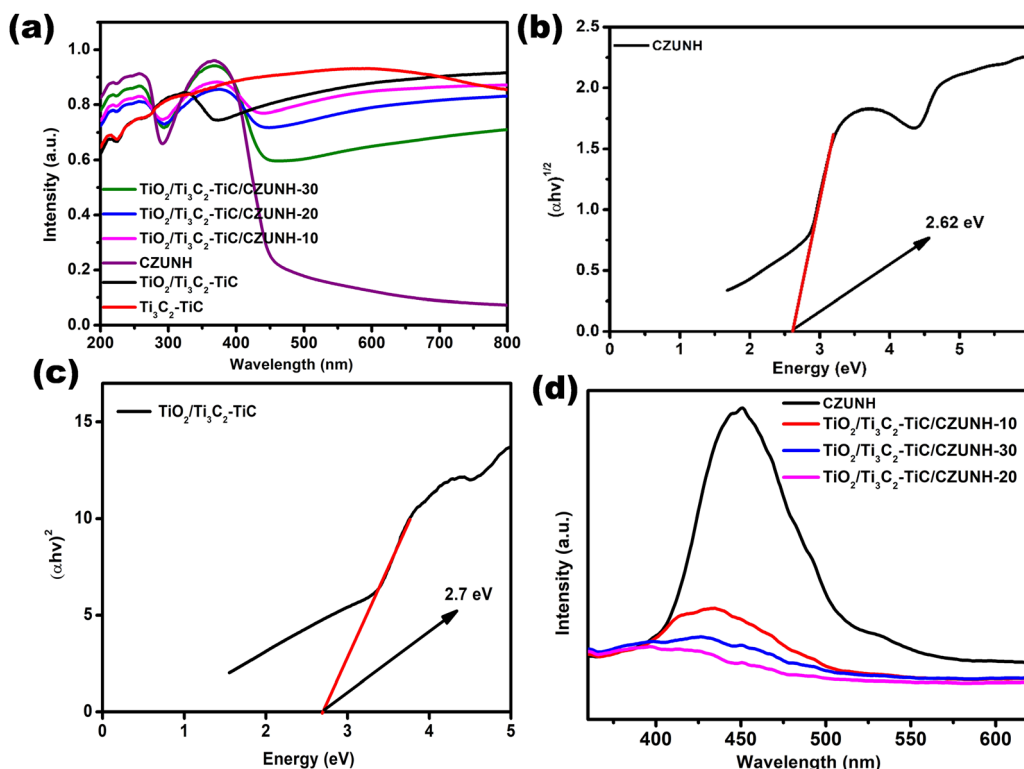 (a)
1.0
0.8
0.6
0.4
0.2
0.0
Intensity (a.u.)
TiO₂/Ti₃C₂-TiC/CZUNH-30
TiO₂/Ti₃C₂-TiC/CZUNH-20
TiO₂/Ti₃C₂-TiC/CZUNH-10
CZUNH
TiO₂/Ti₃C₂-TiC
Ti₃C₂-TiC
200 300 400 500 600 700 800
Wavelength (nm)
(b)
2.5
2.0
1.5
1.0
0.5
0.0
(αhv)¹/²
CZUNH
2.62 eV
0 1 2 3 4 5
Energy (eV)
(c)
15
10
5
0
(αhv)²
TiO₂/Ti₃C₂-TiC
2.7 eV
0 1 2 3 4 5
Energy (eV)
(d)
Intensity (a.u.)
CZUNH
TiO₂/Ti₃C₂-TiC/CZUNH-10
TiO₂/Ti₃C₂-TiC/CZUNH-30
TiO₂/Ti₃C₂-TiC/CZUNH-20
400 450 500 550 600
Wavelength (nm)